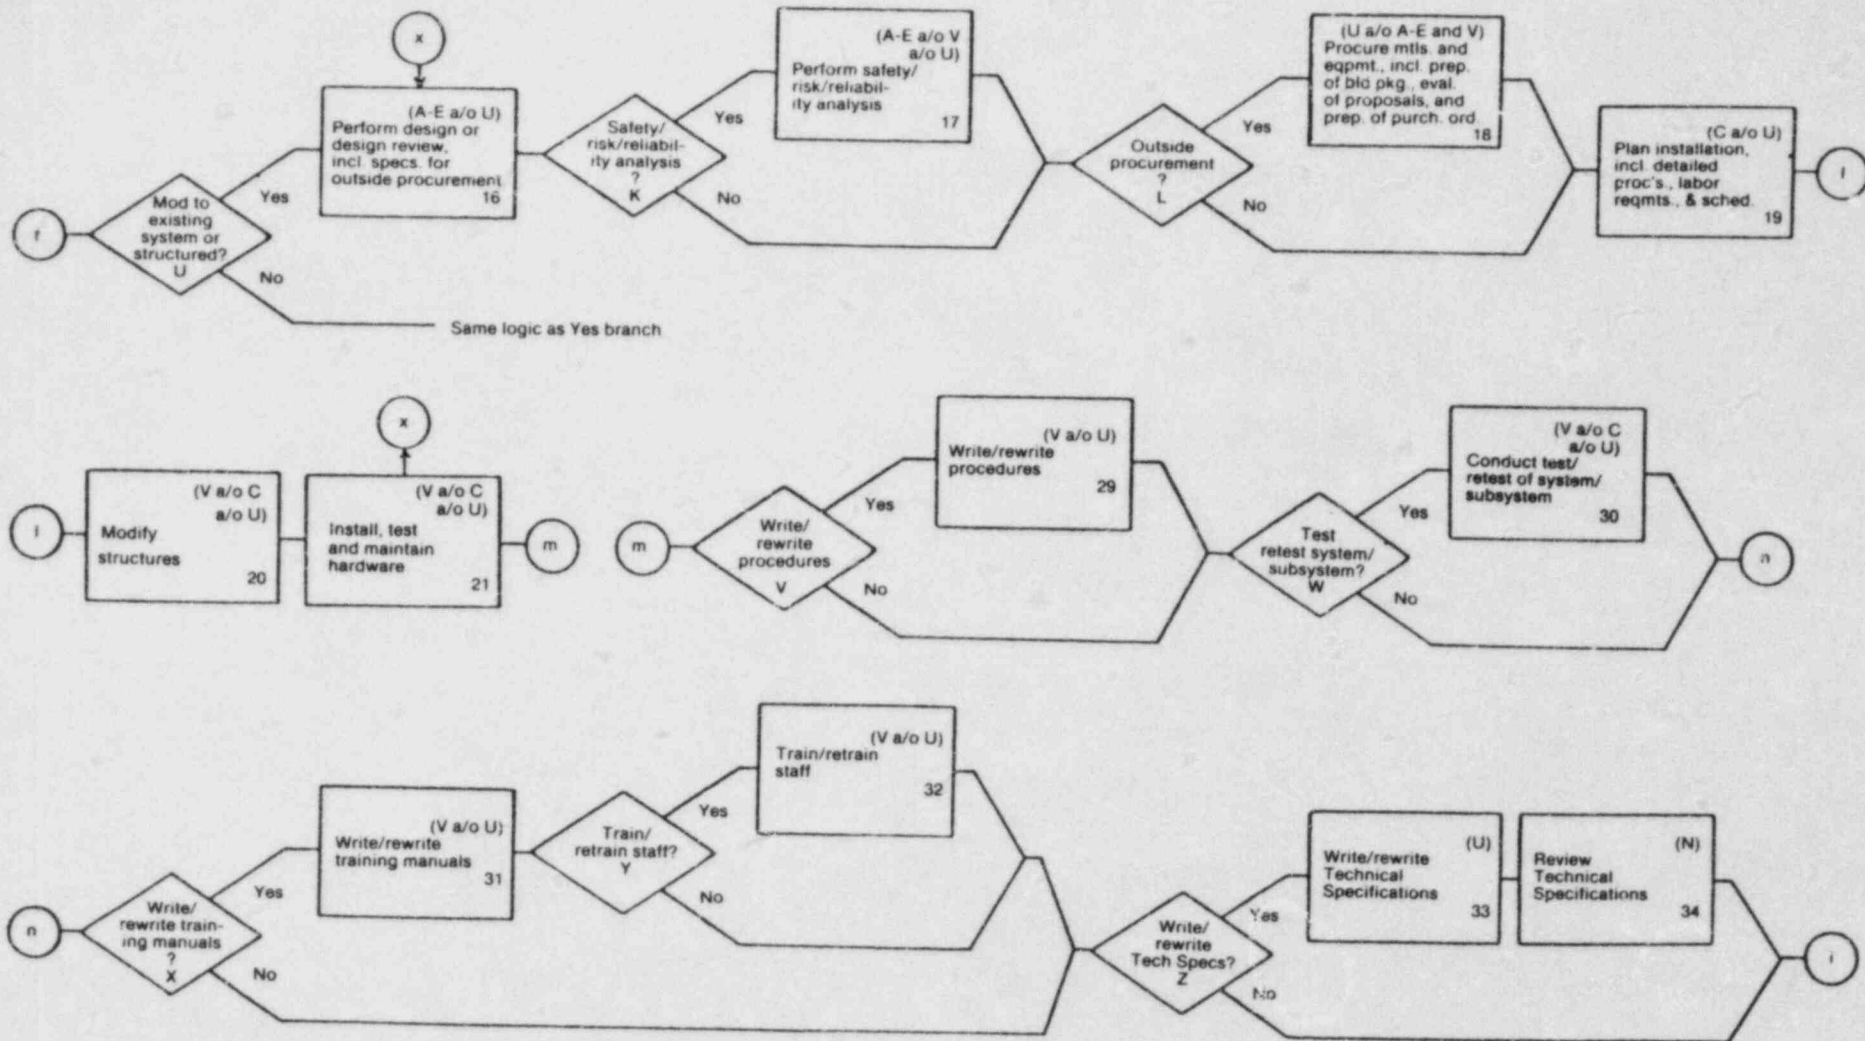 x
(A-E a/o U)
Perform design or
design review,
incl. specs. for
outside procurement
16
r
Mod to
existing
system or
structured?
U
Yes
No
Same logic as Yes branch
Safety/
risk/reliabil-
ity analysis
?
K
Yes
No
(A-E a/o V
a/o U)
Perform safety/
risk/reliabil-
ity analysis
17
Outside
procurement
?
L
Yes
No
(U a/o A-E and V)
Procure mtls. and
eqpmt., incl. prep.
of bid pkg., eval.
of proposals, and
prep. of purch. ord.
18
(C a/o U)
Plan installation,
incl. detailed
proc's., labor
reqmts., & sched.
19
l
l
(V a/o C
a/o U)
Modify
structures
20
x
(V a/o C
a/o U)
Install, test
and maintain
hardware
21
m
m
Write/
rewrite
procedures
V
Yes
No
(V a/o U)
Write/rewrite
procedures
29
Test
retest system/
subsystem?
W
Yes
No
(V a/o C
a/o U)
Conduct test/
retest of system/
subsystem
30
n
n
Write/
rewrite train-
ing manuals
?
X
Yes
No
(V a/o U)
Write/rewrite
training manuals
31
Train/
retrain staff?
Y
Yes
No
(V a/o U)
Train/retrain
staff
32
Write/
rewrite
Tech Specs?
Z
Yes
No
(U)
Write/rewrite
Technical
Specifications
33
(N)
Review
Technical
Specifications
34
i